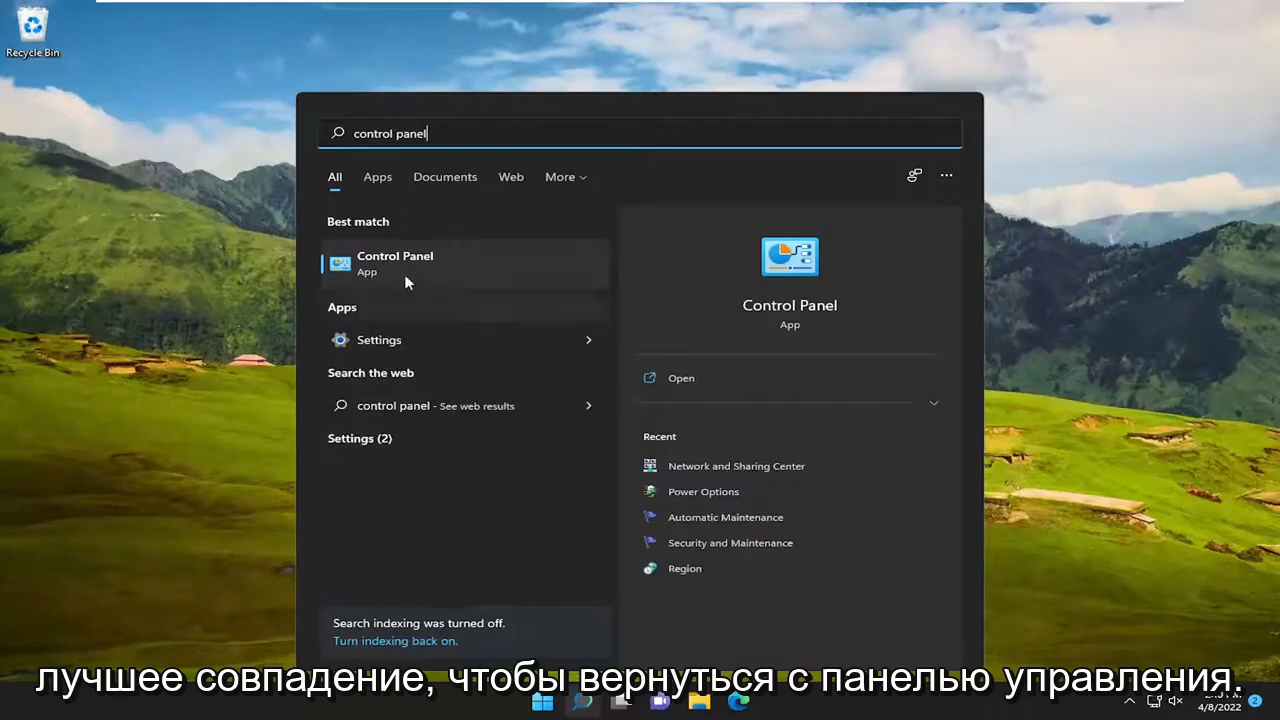 Recycle Bin
control panel
All Apps Documents Web More
Best match
Control Panel
App
Apps
Settings
Search the web
control panel - See web results
Settings (2)
Search indexing was turned off.
Turn indexing back on.
Control Panel
App
Open
Recent
Network and Sharing Center
Power Options
Automatic Maintenance
Security and Maintenance
Region
лучшее совпадение, чтобы вернуться с панелью управления.
4/8/2022
2